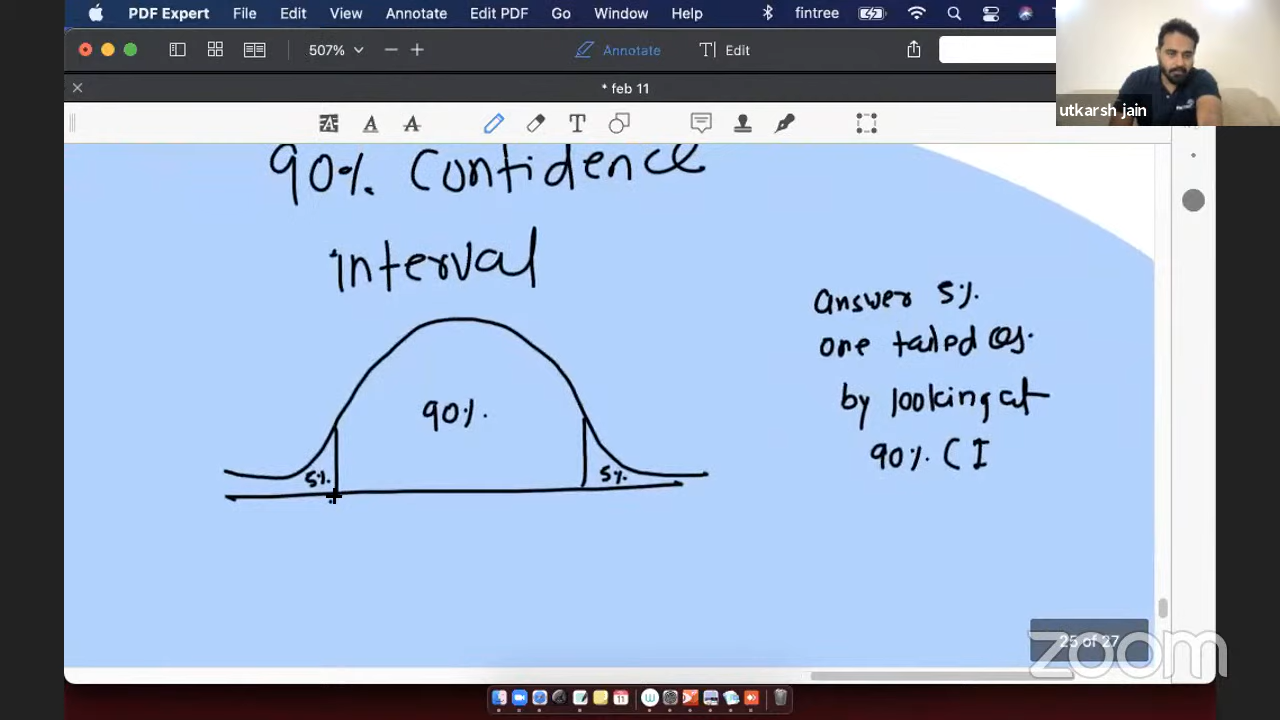 PDF Expert File Edit View Annotate Edit PDF Go Window Help fintree
507% Annotate T Edit
* feb 11
utkarsh jain
90% Confidence
interval
90%.
5%.
5%.
answer 5%.
one tailed Qs.
by looking at
90% CI
25 of 27
zoom